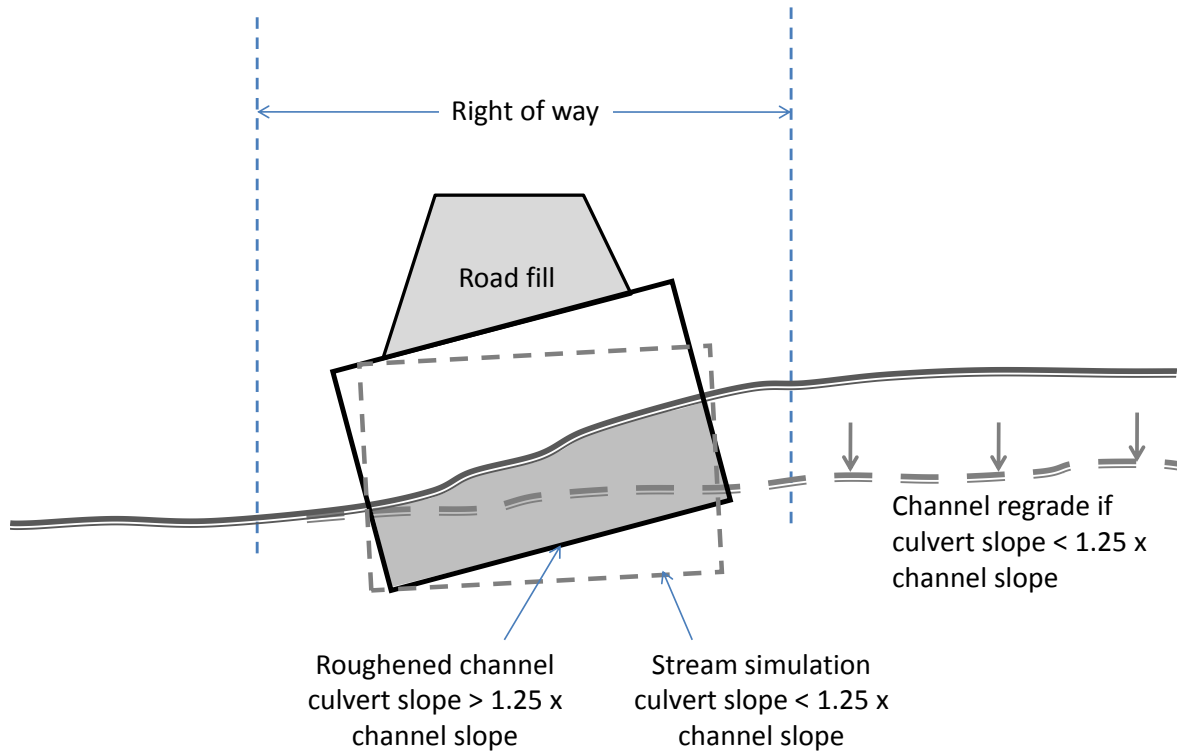 Right of way
Road fill
Channel regrade if
culvert slope < 1.25 x
channel slope
Roughened channel
culvert slope > 1.25 x
channel slope
Stream simulation
culvert slope < 1.25 x
channel slope